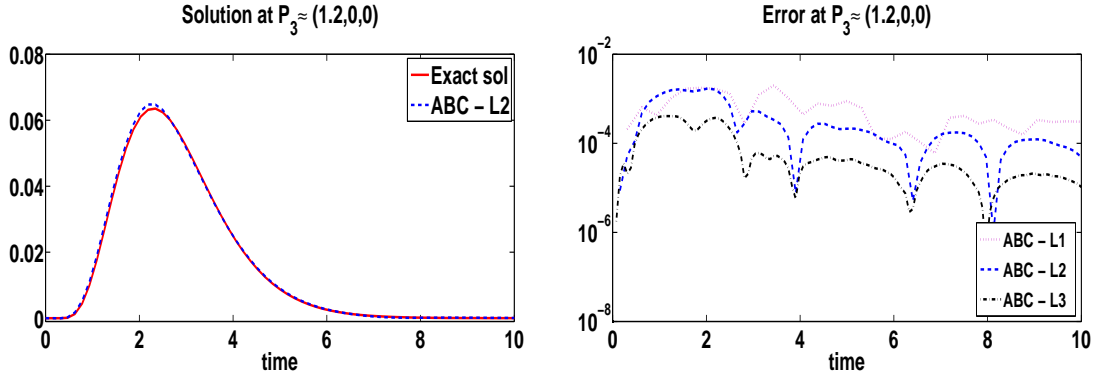 Solution at P3≈ (1.2,0,0)
0.08
0.06
0.04
0.02
0
0 2 4 6 8 10
time
Exact sol
ABC – L2
Error at P3≈ (1.2,0,0)
10−2
10−4
10−6
10−8
0 2 4 6 8 10
time
ABC – L1
ABC – L2
ABC – L3